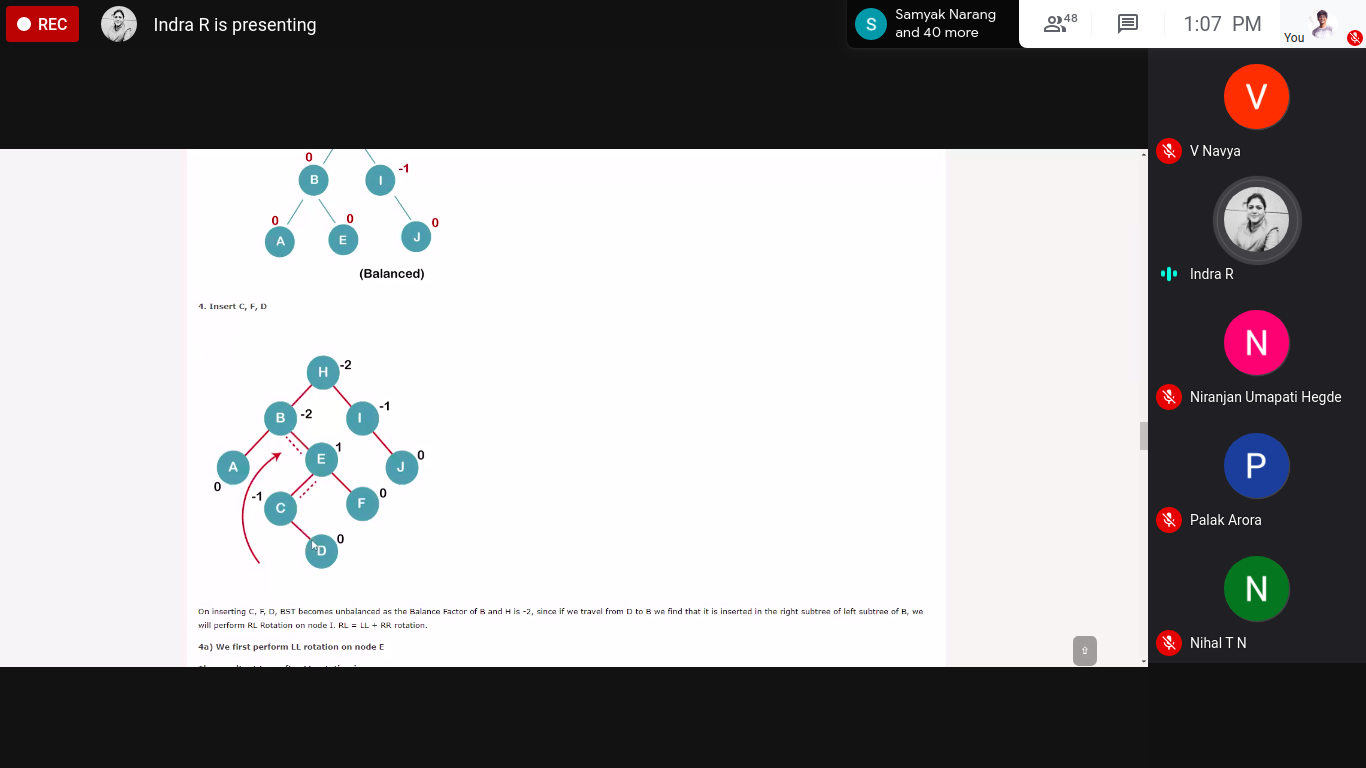 REC
Indra R is presenting
S
Samyak Narang
and 40 more
48
1:07 PM
You
V
V Navya
Indra R
N
Niranjan Umapati Hegde
P
Palak Arora
N
Nihal T N
0
B
I
-1
0
A
0
E
J
0
(Balanced)
4. Insert C, F, D
H
-2
B
-2
I
-1
A
0
E
1
J
0
-1
C
F
0
D
0
On inserting C, F, D, BST becomes unbalanced as the Balance Factor of B and H is -2, since if we travel from D to B we find that it is inserted in the right subtree of left subtree of B, we
will perform RL Rotation on node I. RL = LL + RR rotation.
4a) We first perform LL rotation on node E